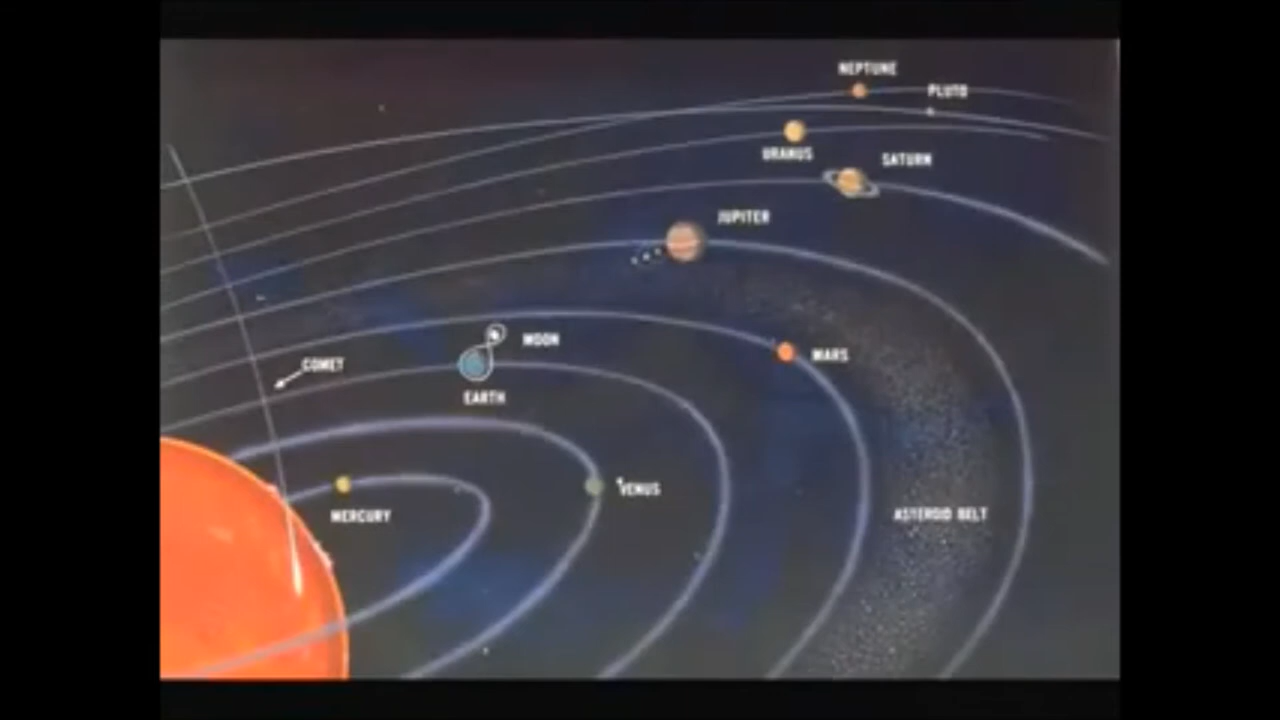 NEPTUNE
PLUTO
URANUS
SATURN
JUPITER
MOON
MARS
COMET
EARTH
VENUS
MERCURY
ASTEROID BELT